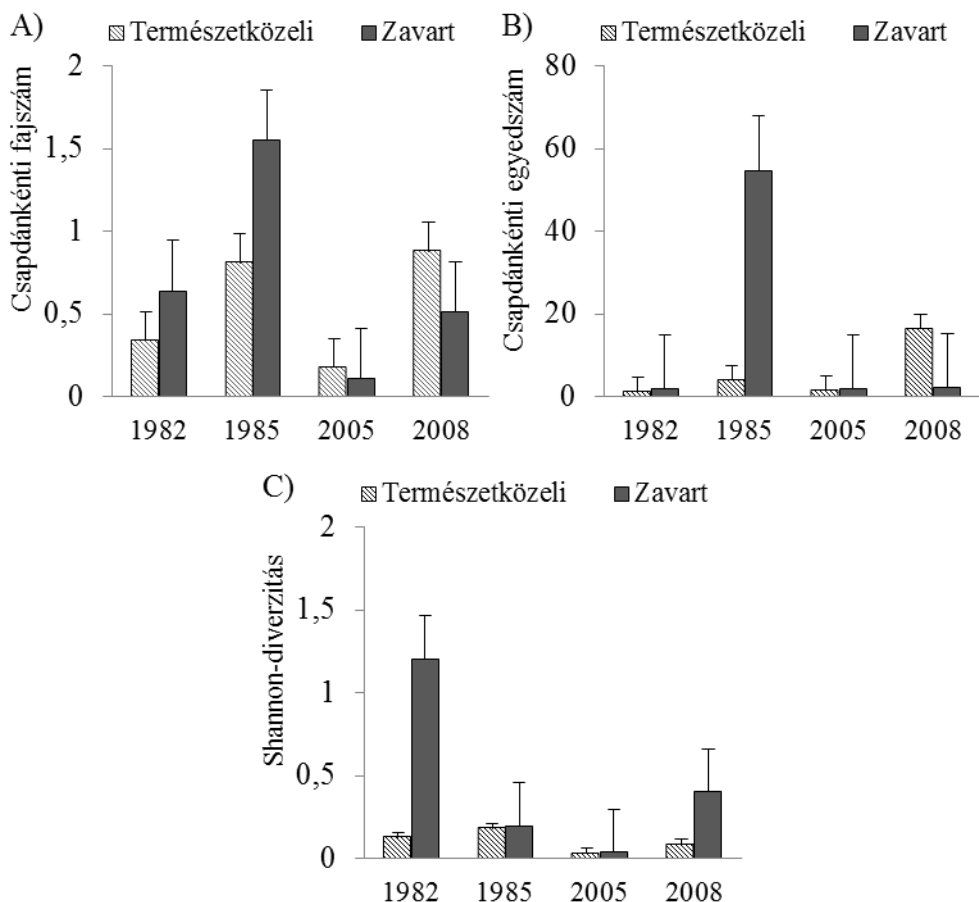 A)
Természetközeli Zavart
Csapdánkénti fajszám
2
1,5
1
0,5
0
1982 1985 2005 2008
B)
Természetközeli Zavart
Csapdánkénti egyedszám
80
60
40
20
0
1982 1985 2005 2008
C)
Természetközeli Zavart
Shannon-diverzitás
2
1,5
1
0,5
0
1982 1985 2005 2008